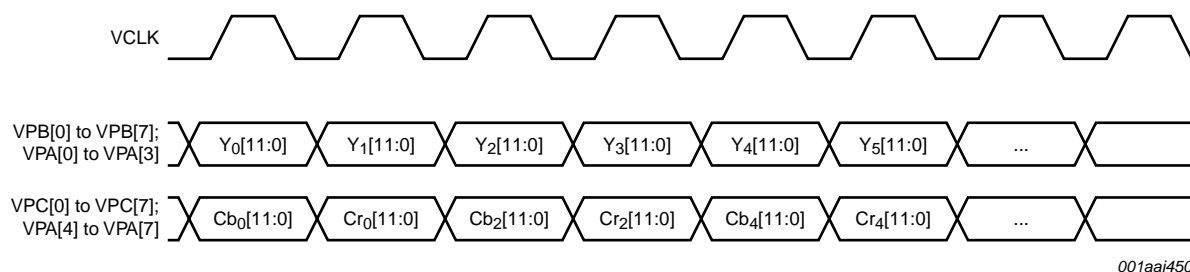 VCLK
VPB[0] to VPB[7];
VPA[0] to VPA[3]
Y0[11:0] Y1[11:0] Y2[11:0] Y3[11:0] Y4[11:0] Y5[11:0] ...
VPC[0] to VPC[7];
VPA[4] to VPA[7]
Cb0[11:0] Cr0[11:0] Cb2[11:0] Cr2[11:0] Cb4[11:0] Cr4[11:0] ...
001aai450